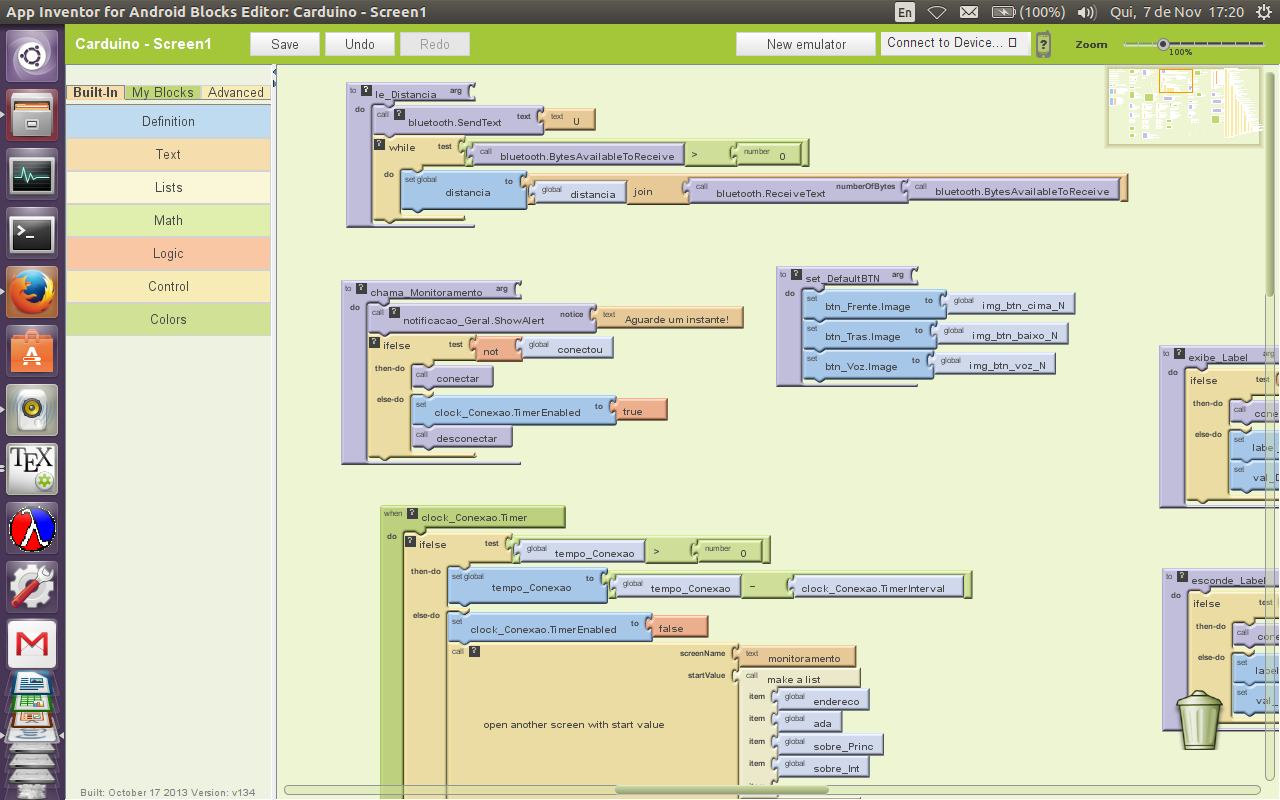 App Inventor for Android Blocks Editor: Carduino - Screen1
En (100%) Qui, 7 de Nov 17:20
Carduino - Screen1 Save Undo Redo New emulator Connect to Device... Zoom 100%
Built-In My Blocks Advanced
Definition
Text
Lists
Math
Logic
Control
Colors
Built: October 17 2013 Version: v134
to ? le_Distancia arg
do call ? bluetooth.SendText text text U
? while test call bluetooth.BytesAvailableToReceive > number 0
do set global distancia to global distancia join call bluetooth.ReceiveText numberOfBytes call bluetooth.BytesAvailableToReceive
to ? chama_Monitoramento arg
do call ? notificacao_Geral.ShowAlert notice text Aguarde um instante!
? ifelse test not global conectou
then-do call conectar
else-do set clock_Conexao.TimerEnabled to true
call desconectar
to ? set_DefaultBTN arg
do set btn_Frente.Image to global img_btn_cima_N
set btn_Tras.Image to global img_btn_baixo_N
set btn_Voz.Image to global img_btn_voz_N
to ? exibe_Label arg
do ifelse test
then-do call cone
else-do set label_
set val_D
when ? clock_Conexao.Timer
do ? ifelse test global tempo_Conexao > number 0
then-do set global tempo_Conexao to global tempo_Conexao - clock_Conexao.TimerInterval
else-do set clock_Conexao.TimerEnabled to false
call ? open another screen with start value screenName text monitoramento
startValue call make a list
item global endereco
item global ada
item global sobre_Princ
item global sobre_Int
item
to ? esconde_Label
do ifelse test
then-do call cone
else-do set label
set val_
TEX